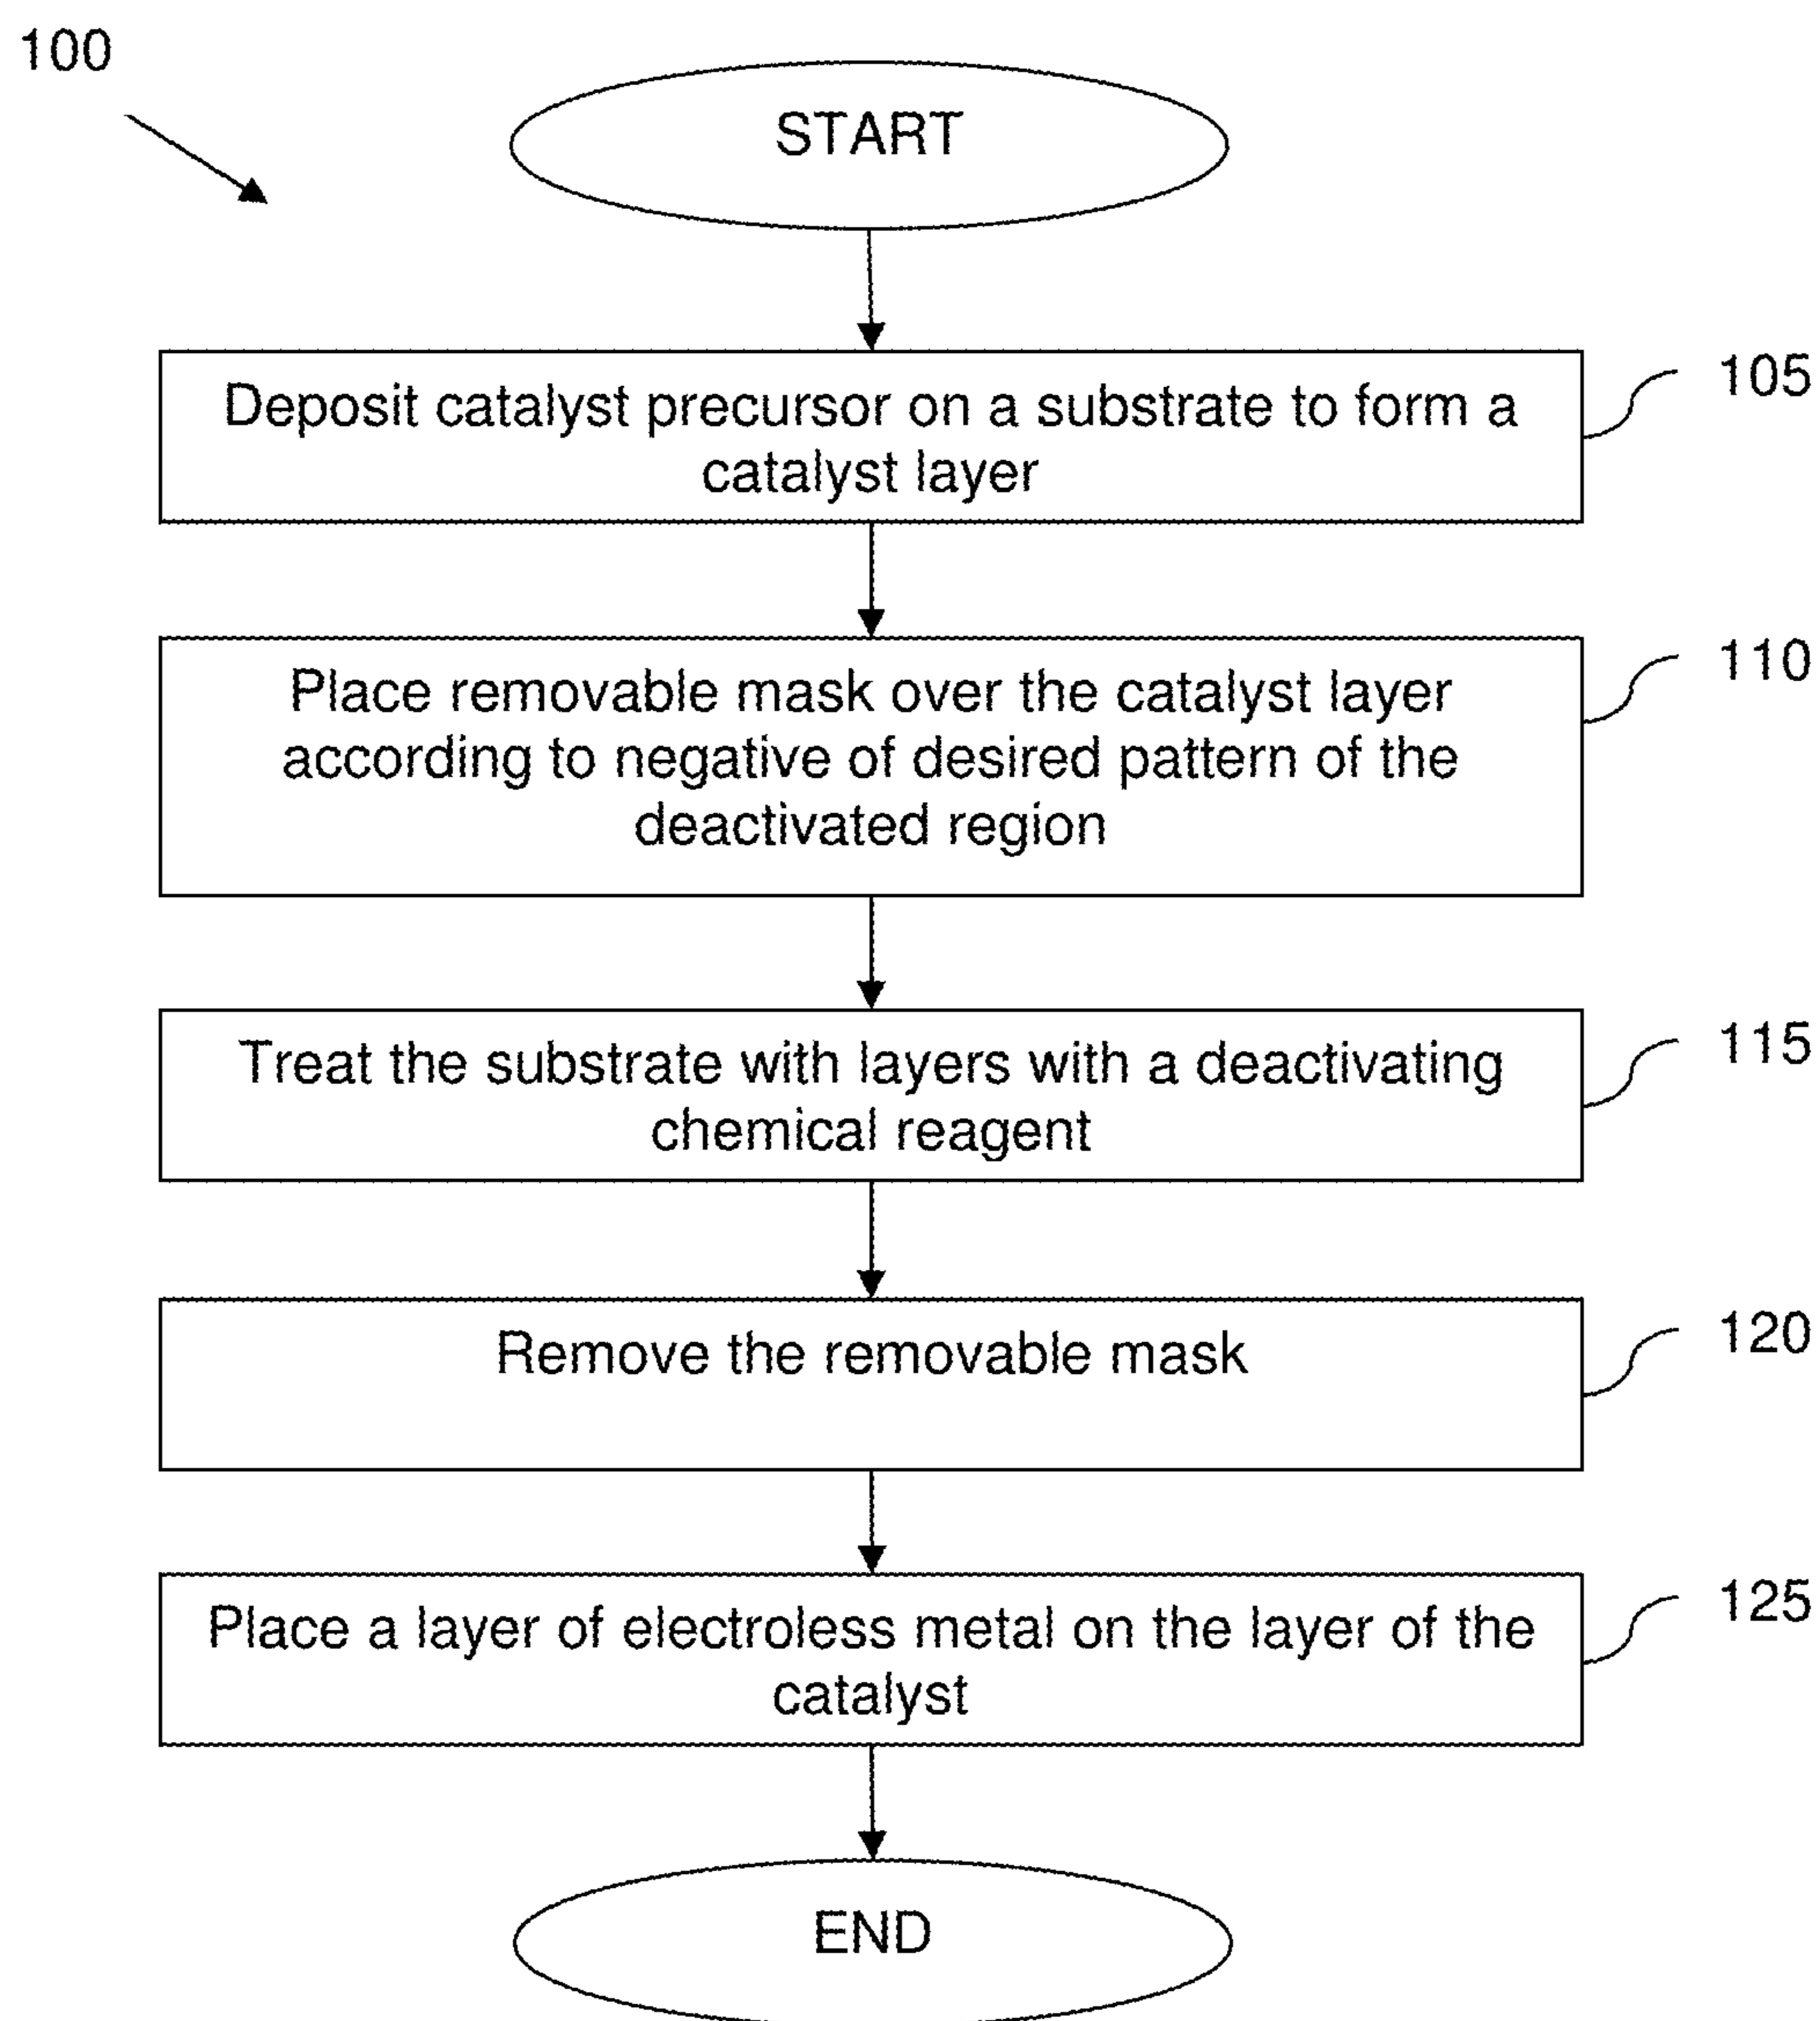 100
START
Deposit catalyst precursor on a substrate to form a
catalyst layer
105
Place removable mask over the catalyst layer
according to negative of desired pattern of the
deactivated region
110
Treat the substrate with layers with a deactivating
chemical reagent
115
Remove the removable mask
120
Place a layer of electroless metal on the layer of the
catalyst
125
END